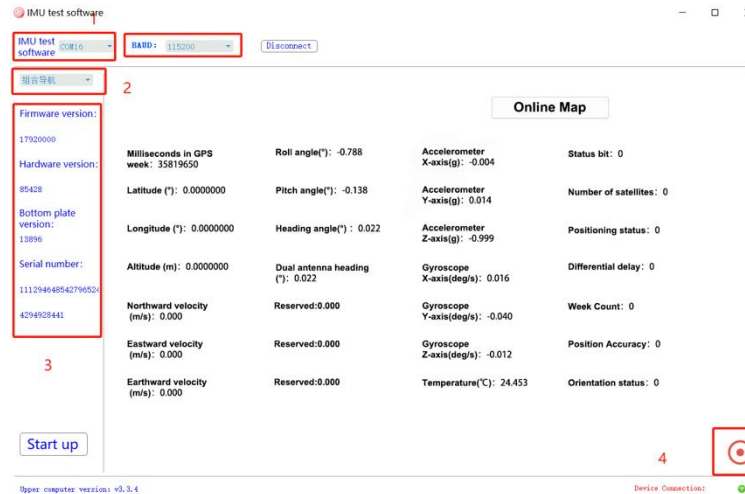 IMU test software
1
IMU test
software
COM16
BAUD: 115200
Disconnect
组合导航
2
Firmware version:
17920000
Hardware version:
85428
Bottom plate
version:
13896
Serial number:
11129464854279652
4294928441
3
Start up
Online Map
Milliseconds in GPS
week: 35819650
Roll angle(°): -0.788
Accelerometer
X-axis(g): -0.004
Status bit: 0
Latitude (°): 0.0000000
Pitch angle(°): -0.138
Accelerometer
Y-axis(g): 0.014
Number of satellites: 0
Longitude (°): 0.0000000
Heading angle(°) : 0.022
Accelerometer
Z-axis(g): -0.999
Positioning status: 0
Altitude (m): 0.0000000
Dual antenna heading
(°): 0.022
Gyroscope
X-axis(deg/s): 0.016
Differential delay: 0
Northward velocity
(m/s): 0.000
Reserved:0.000
Gyroscope
Y-axis(deg/s): -0.040
Week Count: 0
Eastward velocity
(m/s): 0.000
Reserved:0.000
Gyroscope
Z-axis(deg/s): -0.012
Position Accuracy: 0
Earthward velocity
(m/s): 0.000
Reserved:0.000
Temperature(℃): 24.453
Orientation status: 0
4
Upper computer version: v3.3.4
Device Connection: